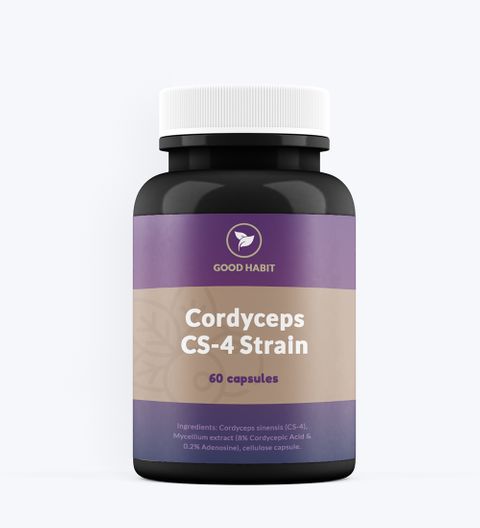 GOOD HABIT
Cordyceps
CS-4 Strain
60 capsules
Ingredients: Cordyceps sinensis (CS-4),
Mycelium extract (8% Cordycepic Acid &
0.2% Adenosine), cellulose capsule.